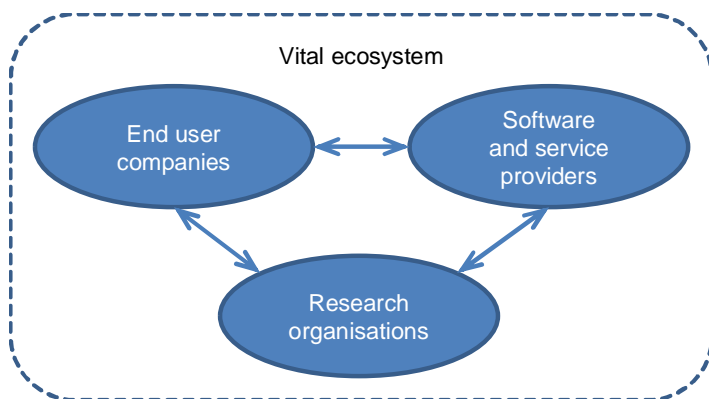 Vital ecosystem
End user
companies
Software
and service
providers
Research
organisations